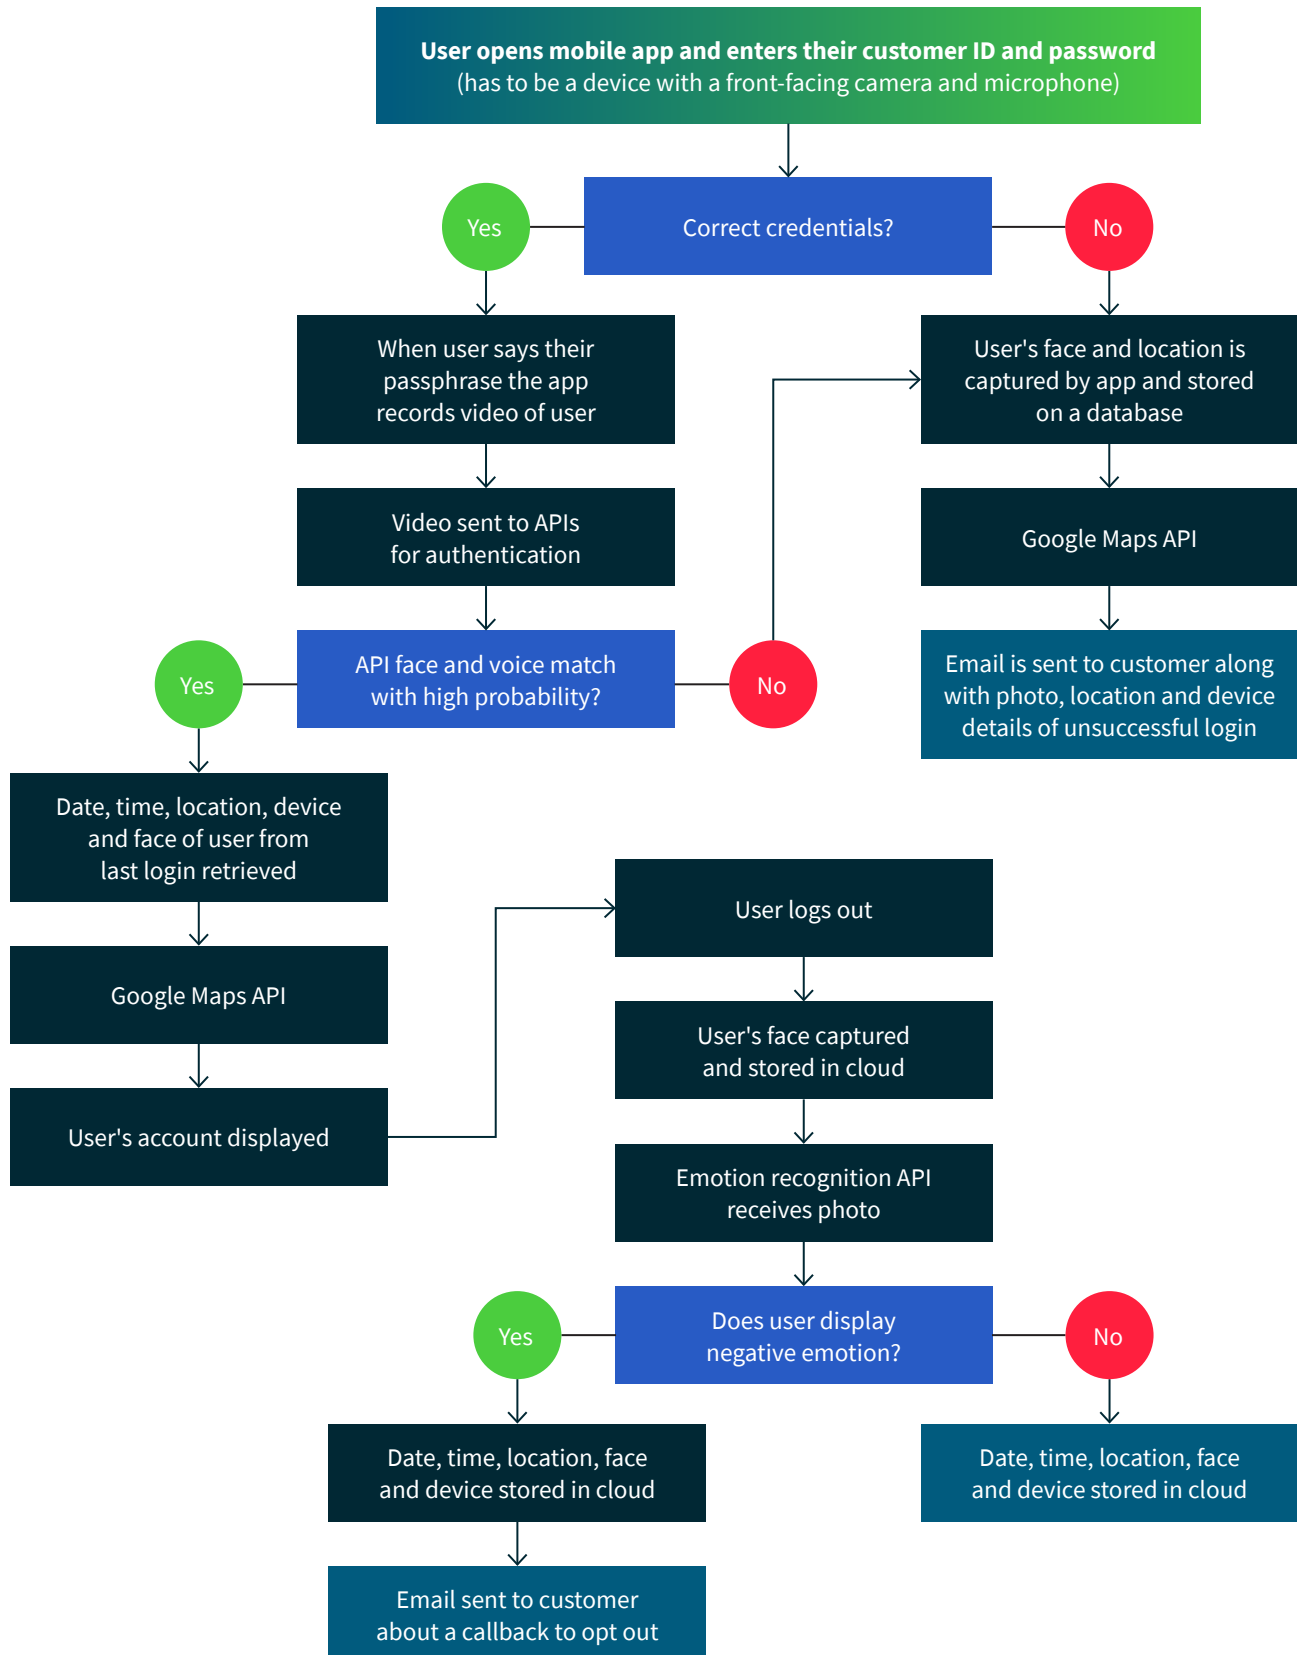 User opens mobile app and enters their customer ID and password
(has to be a device with a front-facing camera and microphone)
Yes
Correct credentials?
No
When user says their
passphrase the app
records video of user
User's face and location is
captured by app and stored
on a database
Video sent to APIs
for authentication
Google Maps API
Yes
API face and voice match
with high probability?
No
Email is sent to customer along
with photo, location and device
details of unsuccessful login
Date, time, location, device
and face of user from
last login retrieved
Google Maps API
User's account displayed
User logs out
User's face captured
and stored in cloud
Emotion recognition API
receives photo
Yes
Does user display
negative emotion?
No
Date, time, location, face
and device stored in cloud
Date, time, location, face
and device stored in cloud
Email sent to customer
about a callback to opt out